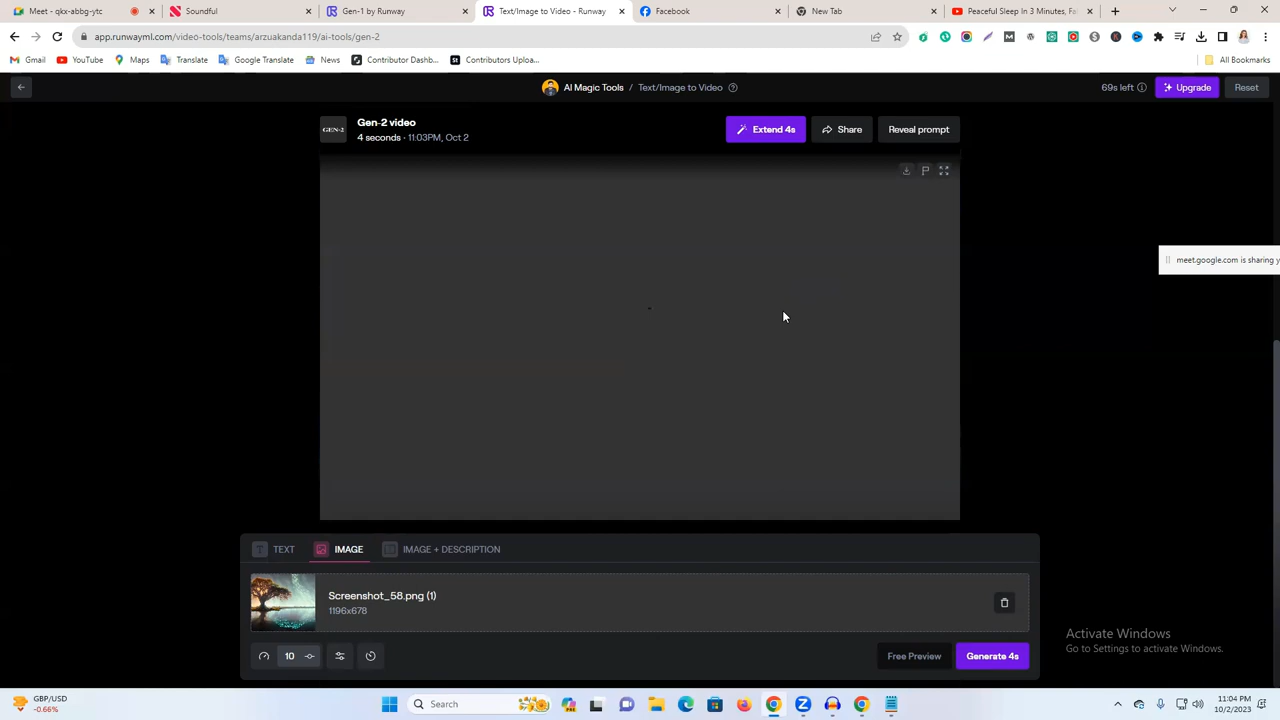 Meet - qkx-abbg-ytc
Soundful
Gen-1 by Runway
Text/Image to Video - Runway
Facebook
New Tab
Peaceful Sleep In 3 Minutes, Fal
app.runwayml.com/video-tools/teams/arzuakanda119/ai-tools/gen-2
Gmail
YouTube
Maps
Translate
Google Translate
News
Contributor Dashb...
Contributors Uploa...
All Bookmarks
AI Magic Tools / Text/Image to Video
69s left
Upgrade
Reset
GEN-2
Gen-2 video
4 seconds · 11:03PM, Oct 2
Extend 4s
Share
Reveal prompt
meet.google.com is sharing y
TEXT
IMAGE
IMAGE + DESCRIPTION
Screenshot_58.png (1)
1196x678
10
Free Preview
Generate 4s
Activate Windows
Go to Settings to activate Windows.
GBP/USD
-0.66%
Search
11:04 PM
10/2/2023